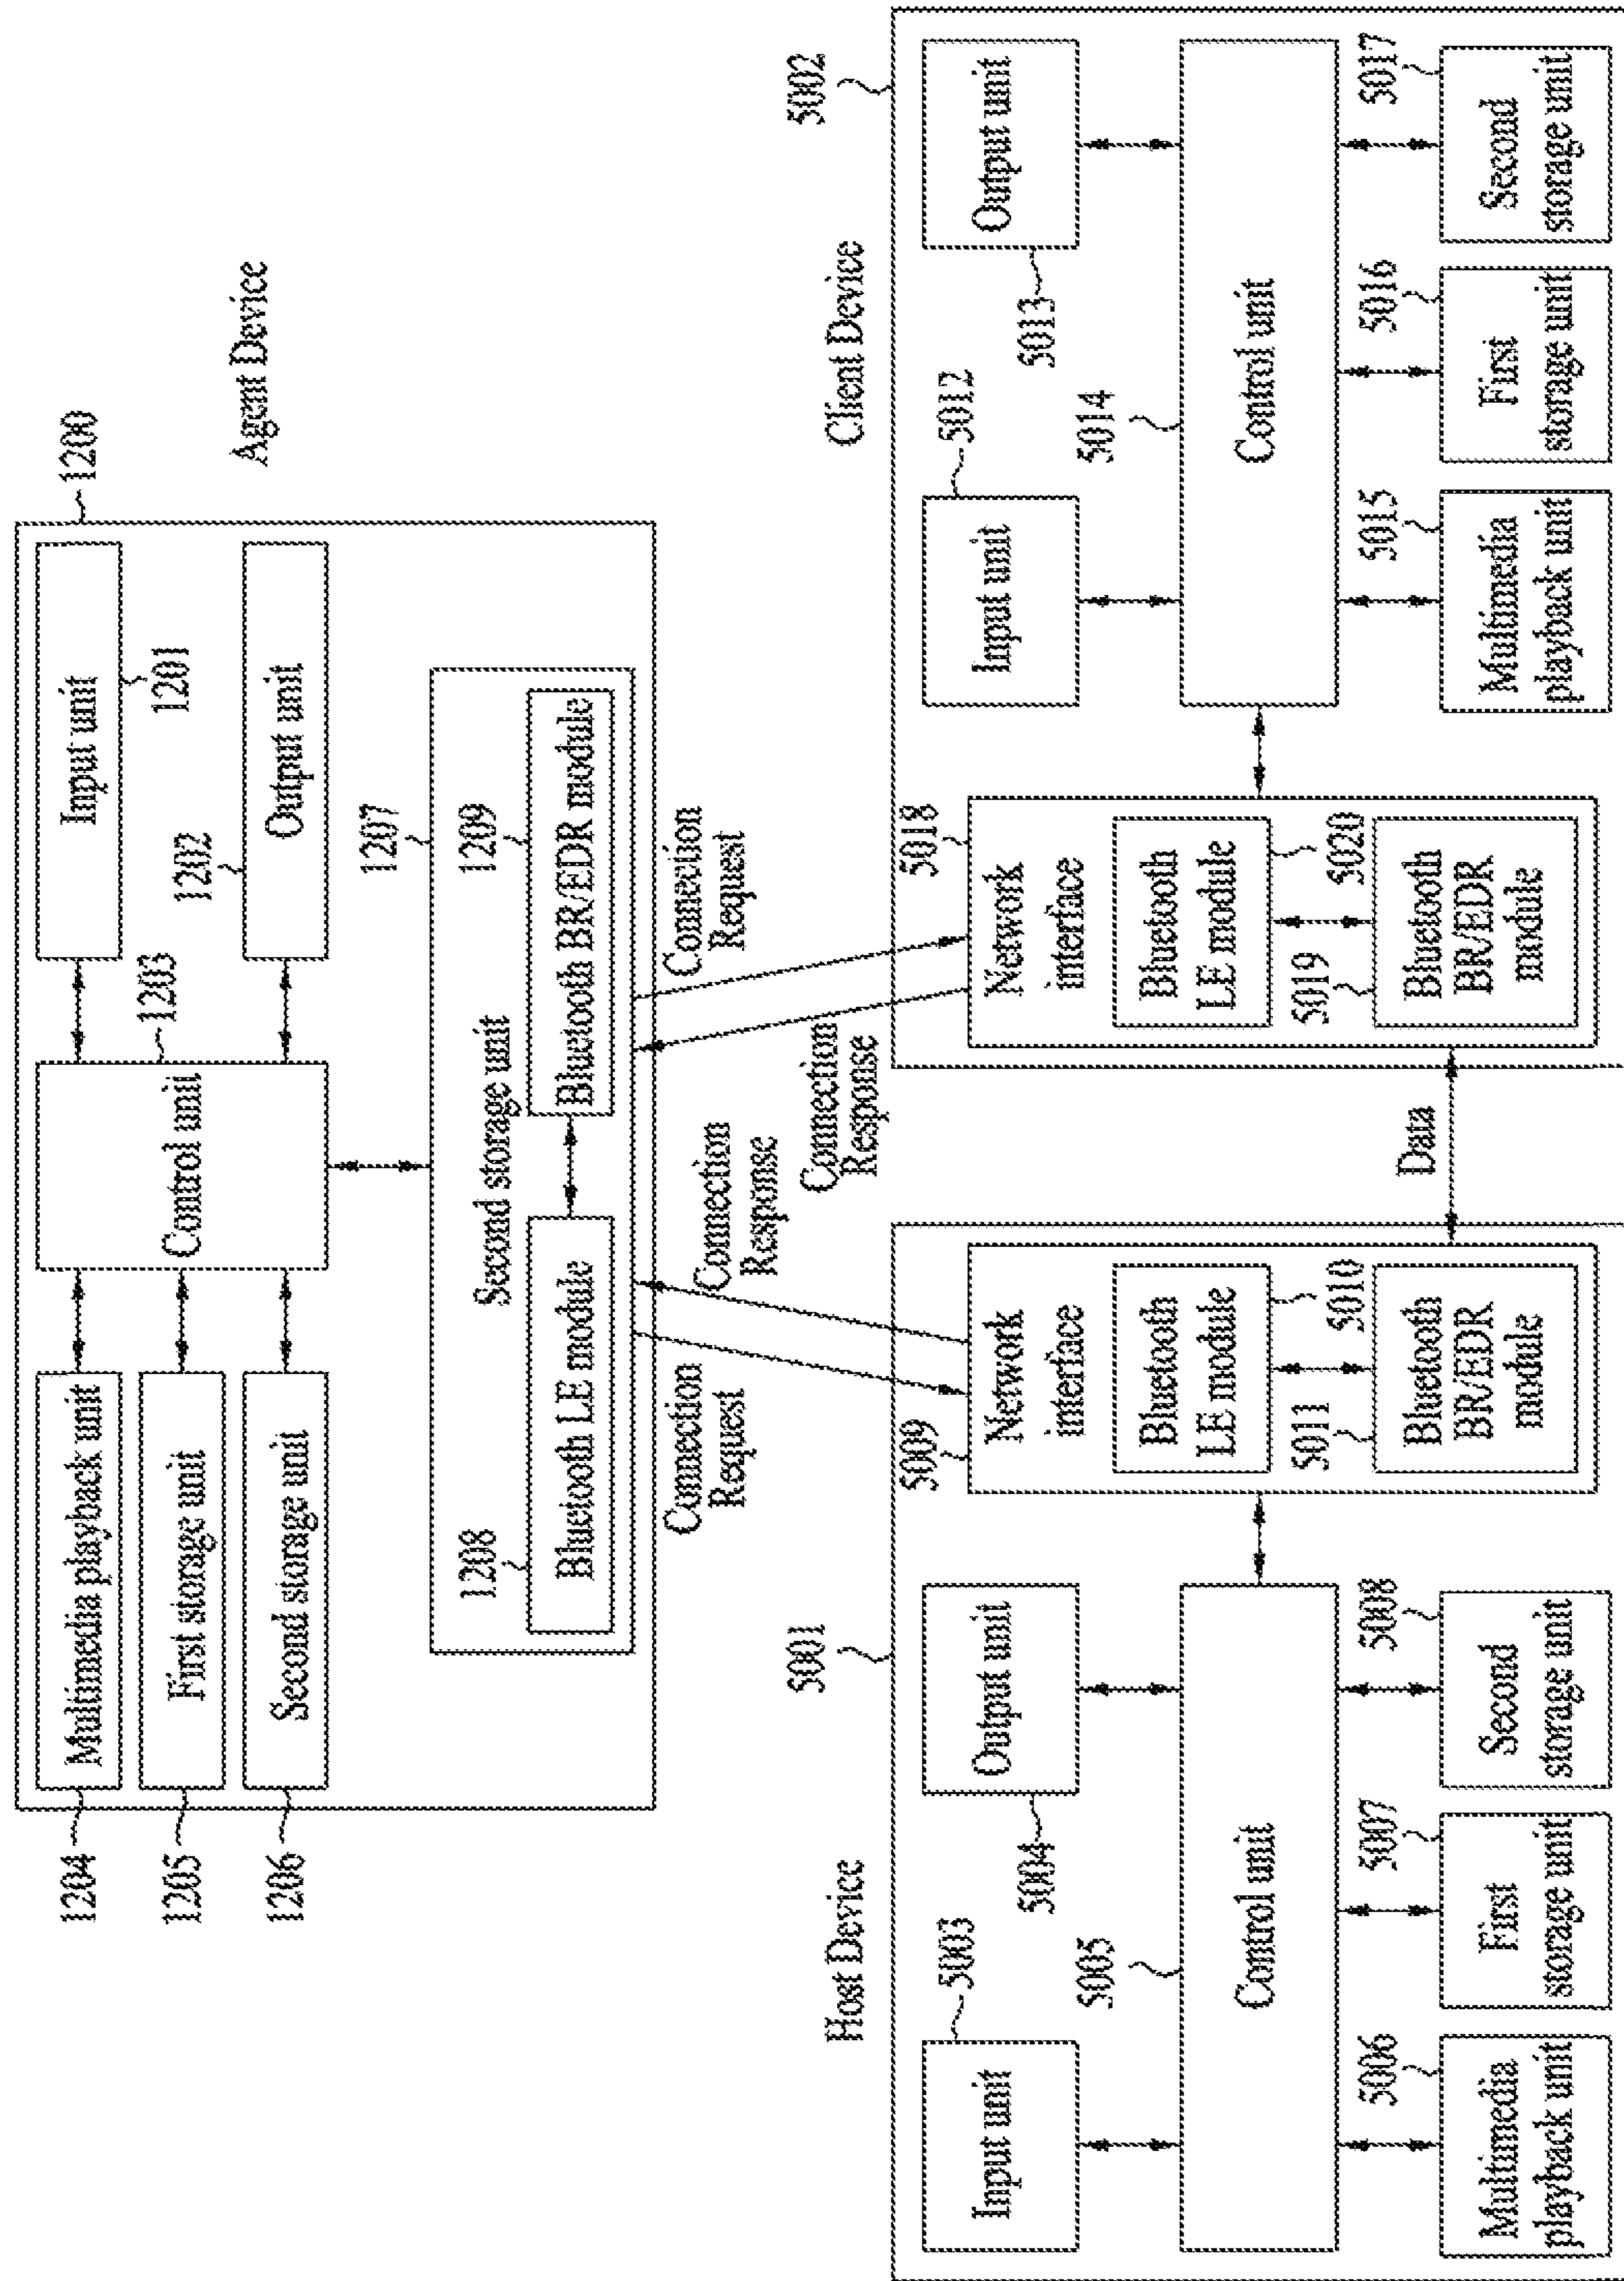 Agent Device
1200
1204
Multimedia playback unit
1205
First storage unit
1206
Second storage unit
Control unit
1203
Input unit
1201
1202
Output unit
1207
Second storage unit
1208
Bluetooth LE module
1209
Bluetooth BR/EDR module
Connection
Request
Connection
Response
Connection
Response
Connection
Request
Host Device
5001
5003
Input unit
Output unit
5004
5005
Control unit
5006
Multimedia
playback unit
5007
First
storage unit
5008
Second
storage unit
5009
Network
interface
Bluetooth
LE module
5010
5011
Bluetooth
BR/EDR
module
Data
Client Device
5002
5018
Network
interface
Bluetooth
LE module
5020
5019
Bluetooth
BR/EDR
module
5012
Input unit
Output unit
5013
5014
Control unit
5015
Multimedia
playback unit
5016
First
storage unit
5017
Second
storage unit